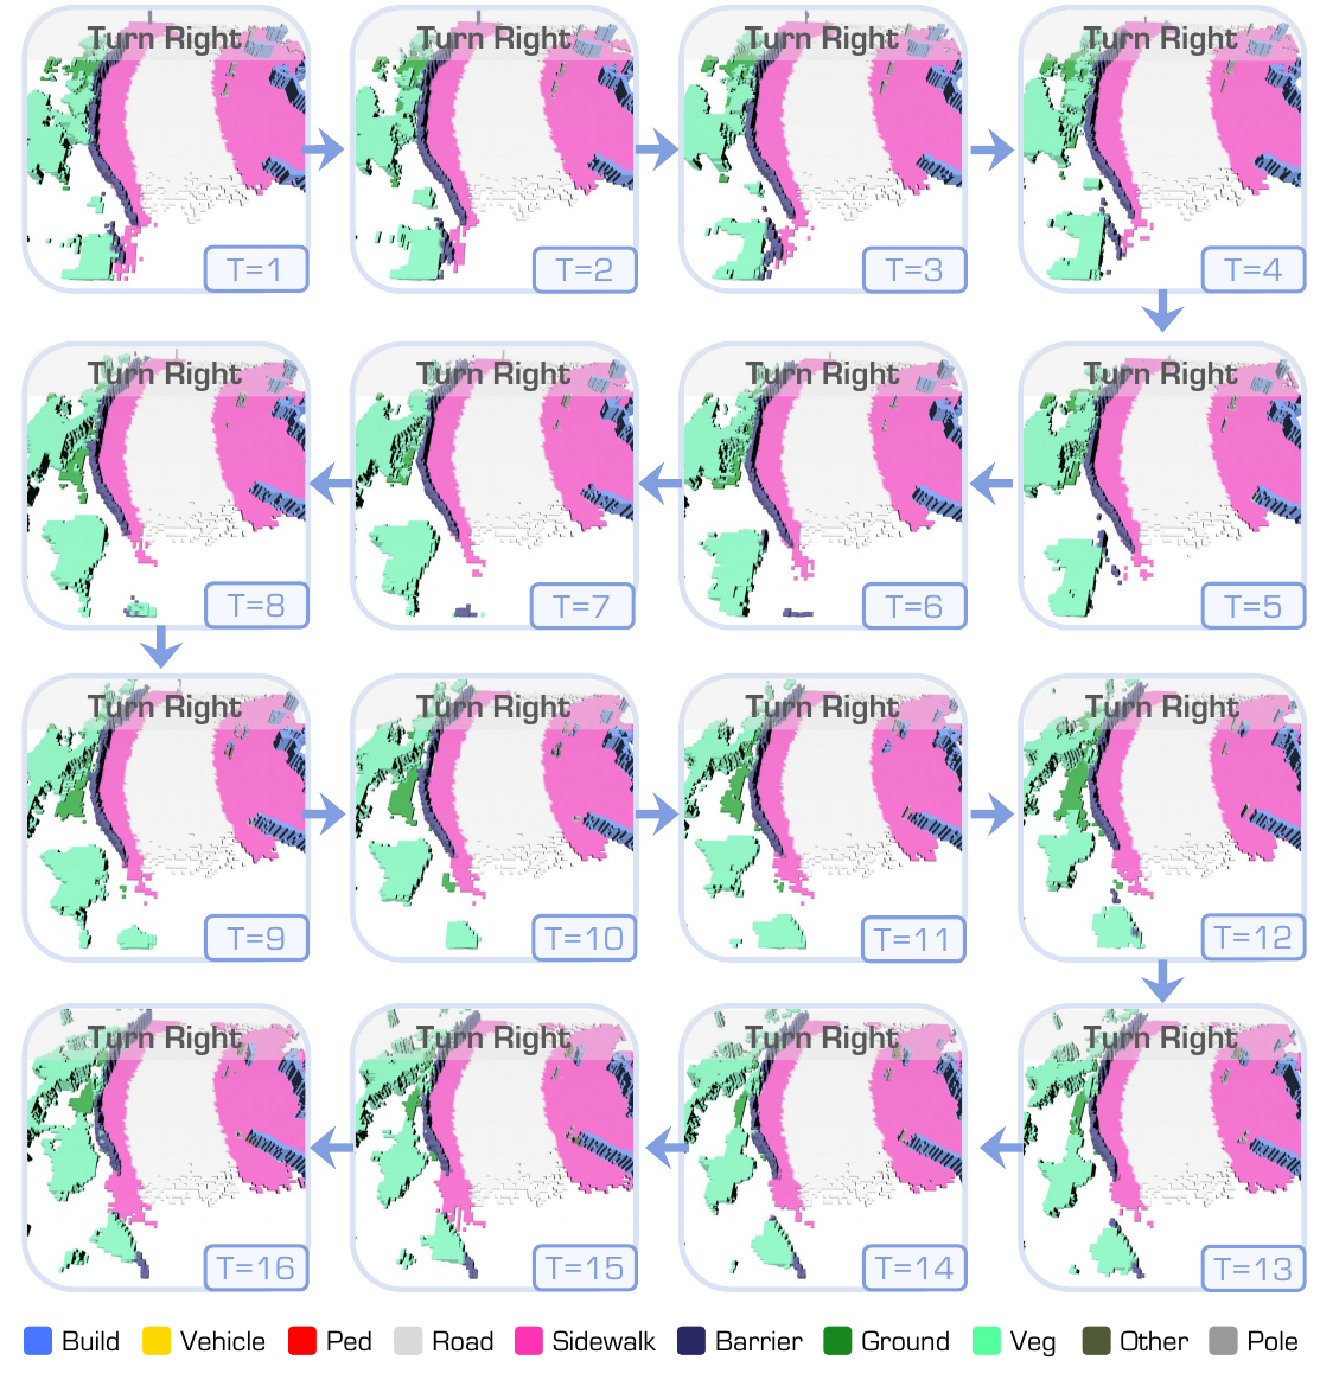 Turn Right Turn Right Turn Right Turn Right
T=1 T=2 T=3 T=4
Turn Right Turn Right Turn Right Turn Right
T=8 T=7 T=6 T=5
Turn Right Turn Right Turn Right Turn Right
T=9 T=10 T=11 T=12
Turn Right Turn Right Turn Right Turn Right
T=16 T=15 T=14 T=13
Build Vehicle Ped Road Sidewalk Barrier Ground Veg Other Pole